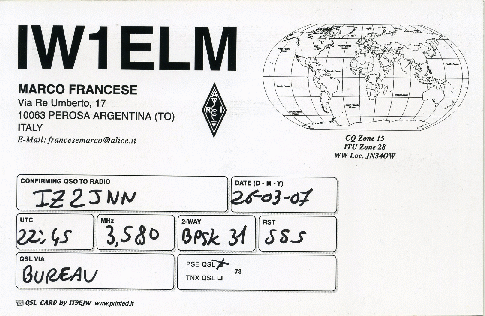 IW1ELM
MARCO FRANCESE
Via Re Umberto, 17
10063 PEROSA ARGENTINA (TO)
ITALY
E-Mail: francesemarco@alice.it
CQ Zone 15
ITU Zone 28
WW Loc. JN34OW
CONFIRMING QSO TO RADIO
IZ2JNN
DATE (D - M - Y)
26-03-07
UTC
22:45
MHz
3,580
2-WAY
BPSK 31
RST
SSS
QSL VIA
BUREAU
PSE QSL
73
TNX QSL
QSL CARD BY IT9EJW www.printed.it